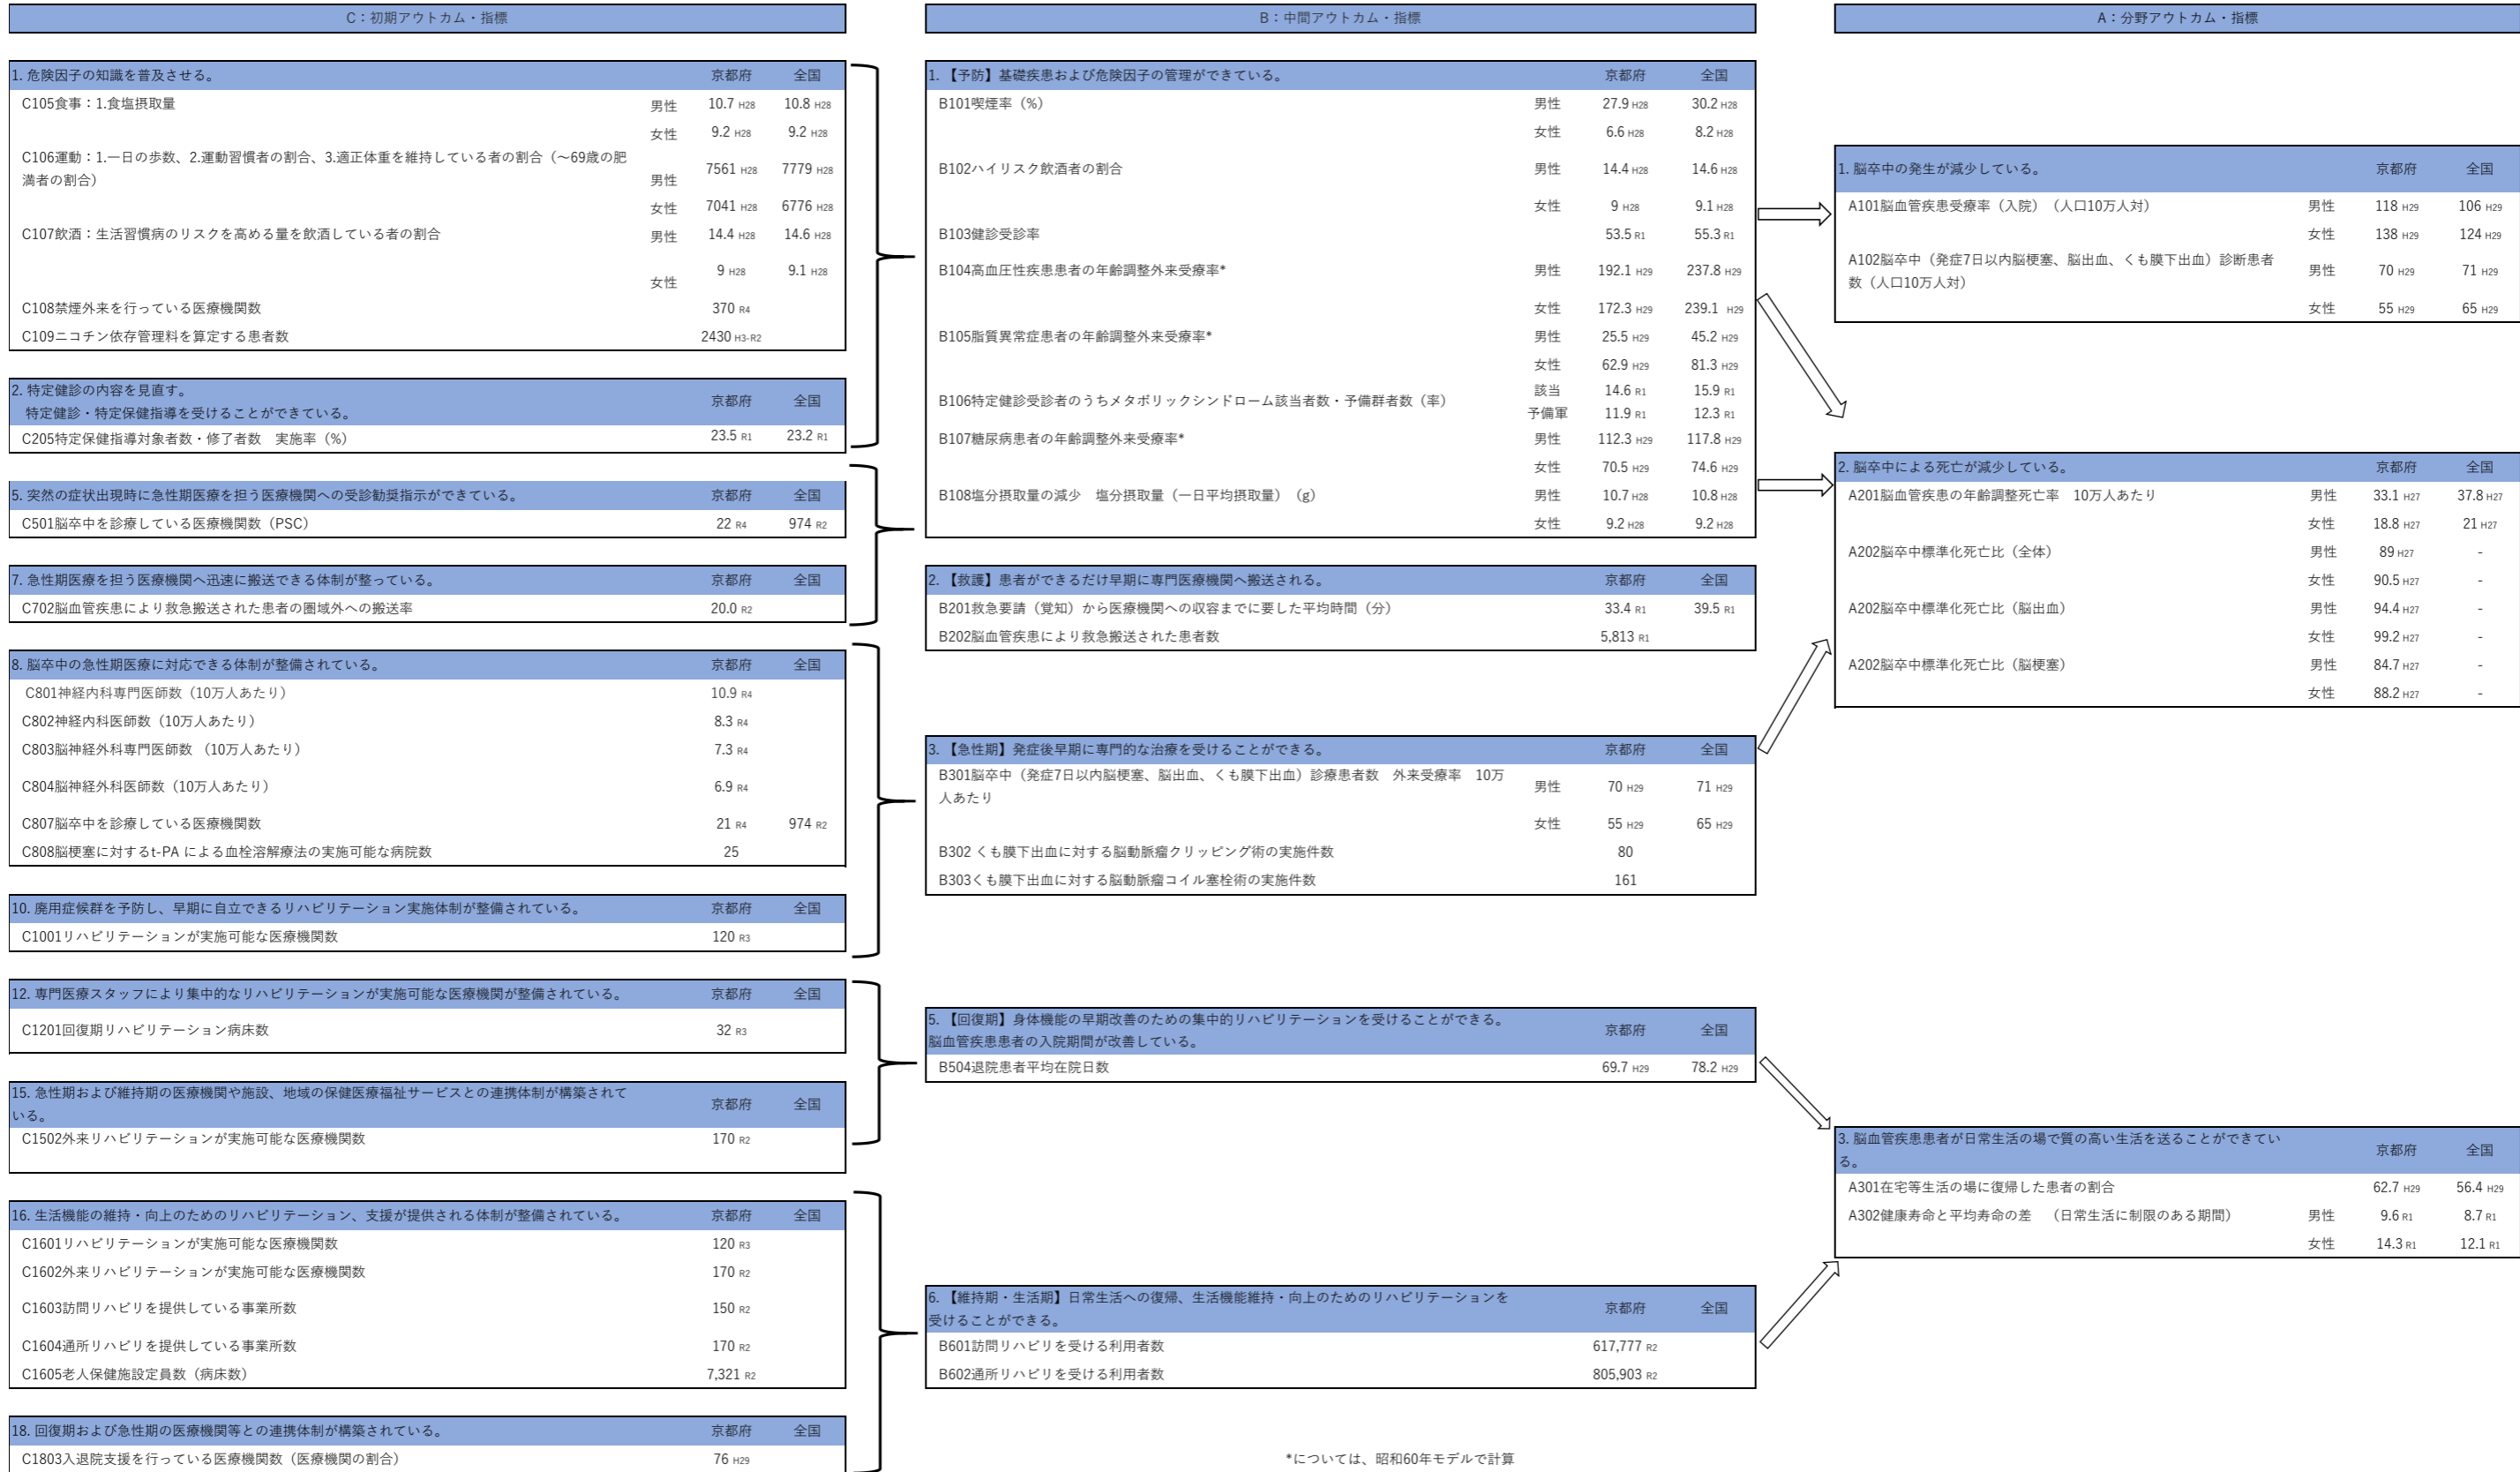 C：初期アウトカム・指標
1. 危険因子の知識を普及させる。 京都府 全国
C105食事：1.食塩摂取量 男性 10.7 H28 10.8 H28
女性 9.2 H28 9.2 H28
C106運動：1.一日の歩数、2.運動習慣者の割合、3.適正体重を維持している者の割合（～69歳の肥
満者の割合） 男性 7561 H28 7779 H28
女性 7041 H28 6776 H28
C107飲酒：生活習慣病のリスクを高める量を飲酒している者の割合 男性 14.4 H28 14.6 H28
女性 9 H28 9.1 H28
C108禁煙外来を行っている医療機関数 370 R4
C109ニコチン依存管理料を算定する患者数 2430 H3-R2
2. 特定健診の内容を見直す。
特定健診・特定保健指導を受けることができている。 京都府 全国
C205特定保健指導対象者数・修了者数　実施率（%） 23.5 R1 23.2 R1
5. 突然の症状出現時に急性期医療を担う医療機関への受診勧奨指示ができている。 京都府 全国
C501脳卒中を診療している医療機関数（PSC） 22 R4 974 R2
7. 急性期医療を担う医療機関へ迅速に搬送できる体制が整っている。 京都府 全国
C702脳血管疾患により救急搬送された患者の圏域外への搬送率 20.0 R2
8. 脳卒中の急性期医療に対応できる体制が整備されている。 京都府 全国
C801神経内科専門医師数（10万人あたり） 10.9 R4
C802神経内科医師数（10万人あたり） 8.3 R4
C803脳神経外科専門医師数 （10万人あたり） 7.3 R4
C804脳神経外科医師数（10万人あたり） 6.9 R4
C807脳卒中を診療している医療機関数 21 R4 974 R2
C808脳梗塞に対するt-PA による血栓溶解療法の実施可能な病院数 25
10. 廃用症候群を予防し、早期に自立できるリハビリテーション実施体制が整備されている。 京都府 全国
C1001リハビリテーションが実施可能な医療機関数 120 R3
12. 専門医療スタッフにより集中的なリハビリテーションが実施可能な医療機関が整備されている。 京都府 全国
C1201回復期リハビリテーション病床数 32 R3
15. 急性期および維持期の医療機関や施設、地域の保健医療福祉サービスとの連携体制が構築されて
いる。 京都府 全国
C1502外来リハビリテーションが実施可能な医療機関数 170 R2
16. 生活機能の維持・向上のためのリハビリテーション、支援が提供される体制が整備されている。 京都府 全国
C1601リハビリテーションが実施可能な医療機関数 120 R3
C1602外来リハビリテーションが実施可能な医療機関数 170 R2
C1603訪問リハビリを提供している事業所数 150 R2
C1604通所リハビリを提供している事業所数 170 R2
C1605老人保健施設定員数（病床数） 7,321 R2
18. 回復期および急性期の医療機関等との連携体制が構築されている。 京都府 全国
C1803入退院支援を行っている医療機関数（医療機関の割合） 76 H29
B：中間アウトカム・指標
1. 【予防】基礎疾患および危険因子の管理ができている。 京都府 全国
B101喫煙率（%） 男性 27.9 H28 30.2 H28
女性 6.6 H28 8.2 H28
B102ハイリスク飲酒者の割合 男性 14.4 H28 14.6 H28
女性 9 H28 9.1 H28
B103健診受診率 53.5 R1 55.3 R1
B104高血圧性疾患患者の年齢調整外来受療率* 男性 192.1 H29 237.8 H29
女性 172.3 H29 239.1 H29
B105脂質異常症患者の年齢調整外来受療率* 男性 25.5 H29 45.2 H29
女性 62.9 H29 81.3 H29
B106特定健診受診者のうちメタボリックシンドローム該当者数・予備群者数（率） 該当 14.6 R1 15.9 R1
予備軍 11.9 R1 12.3 R1
B107糖尿病患者の年齢調整外来受療率* 男性 112.3 H29 117.8 H29
女性 70.5 H29 74.6 H29
B108塩分摂取量の減少　塩分摂取量（一日平均摂取量）（g） 男性 10.7 H28 10.8 H28
女性 9.2 H28 9.2 H28
2. 【救護】患者ができるだけ早期に専門医療機関へ搬送される。 京都府 全国
B201救急要請（覚知）から医療機関への収容までに要した平均時間（分） 33.4 R1 39.5 R1
B202脳血管疾患により救急搬送された患者数 5,813 R1
3. 【急性期】発症後早期に専門的な治療を受けることができる。 京都府 全国
B301脳卒中（発症7日以内脳梗塞、脳出血、くも膜下出血）診療患者数　外来受療率　10万
人あたり 男性 70 H29 71 H29
女性 55 H29 65 H29
B302 くも膜下出血に対する脳動脈瘤クリッピング術の実施件数 80
B303くも膜下出血に対する脳動脈瘤コイル塞栓術の実施件数 161
5. 【回復期】身体機能の早期改善のための集中的リハビリテーションを受けることができる。
脳血管疾患患者の入院期間が改善している。 京都府 全国
B504退院患者平均在院日数 69.7 H29 78.2 H29
6. 【維持期・生活期】日常生活への復帰、生活機能維持・向上のためのリハビリテーションを
受けることができる。 京都府 全国
B601訪問リハビリを受ける利用者数 617,777 R2
B602通所リハビリを受ける利用者数 805,903 R2
*については、昭和60年モデルで計算
A：分野アウトカム・指標
1. 脳卒中の発生が減少している。 京都府 全国
A101脳血管疾患受療率（入院）（人口10万人対） 男性 118 H29 106 H29
女性 138 H29 124 H29
A102脳卒中（発症7日以内脳梗塞、脳出血、くも膜下出血）診断患者
数（人口10万人対） 男性 70 H29 71 H29
女性 55 H29 65 H29
2. 脳卒中による死亡が減少している。 京都府 全国
A201脳血管疾患の年齢調整死亡率　10万人あたり 男性 33.1 H27 37.8 H27
女性 18.8 H27 21 H27
A202脳卒中標準化死亡比（全体） 男性 89 H27 -
女性 90.5 H27 -
A202脳卒中標準化死亡比（脳出血） 男性 94.4 H27 -
女性 99.2 H27 -
A202脳卒中標準化死亡比（脳梗塞） 男性 84.7 H27 -
女性 88.2 H27 -
3. 脳血管疾患患者が日常生活の場で質の高い生活を送ることができてい
る。 京都府 全国
A301在宅等生活の場に復帰した患者の割合 62.7 H29 56.4 H29
A302健康寿命と平均寿命の差　（日常生活に制限のある期間） 男性 9.6 R1 8.7 R1
女性 14.3 R1 12.1 R1